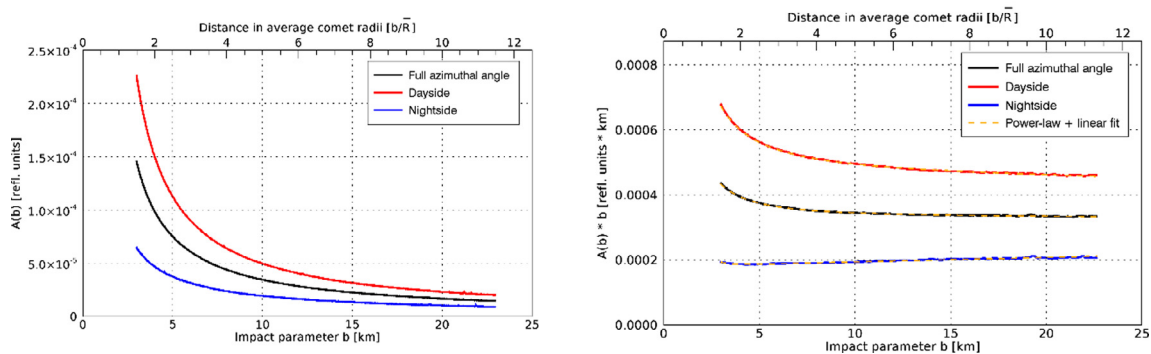 Distance in average comet radii [b/R̅]
0 2 4 6 8 10 12
2.5×10⁻⁴
2.0×10⁻⁴
1.5×10⁻⁴
1.0×10⁻⁴
5.0×10⁻⁵
0
A(b) [refl. units]
Full azimuthal angle
Dayside
Nightside
0 5 10 15 20 25
Impact parameter b [km]
Distance in average comet radii [b/R̅]
0 2 4 6 8 10 12
0.0008
0.0006
0.0004
0.0002
0.0000
A(b) * b [refl. units * km]
Full azimuthal angle
Dayside
Nightside
Power-law + linear fit
0 5 10 15 20 25
Impact parameter b [km]